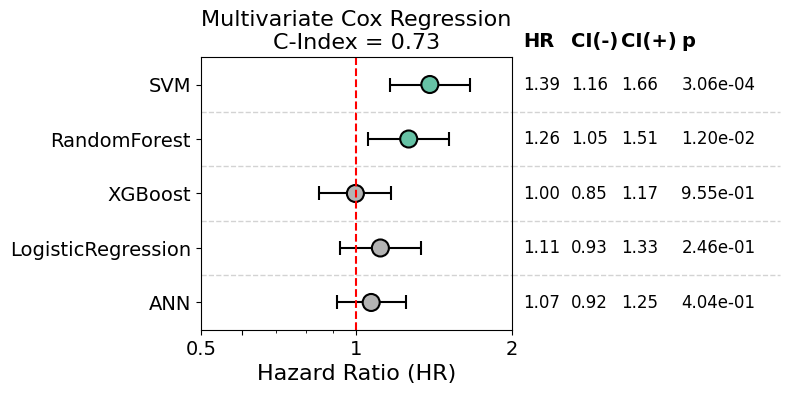 Multivariate Cox Regression
C-Index = 0.73
HR CI(-) CI(+) p
SVM 1.39 1.16 1.66 3.06e-04
RandomForest 1.26 1.05 1.51 1.20e-02
XGBoost 1.00 0.85 1.17 9.55e-01
LogisticRegression 1.11 0.93 1.33 2.46e-01
ANN 1.07 0.92 1.25 4.04e-01
0.5 1 2
Hazard Ratio (HR)